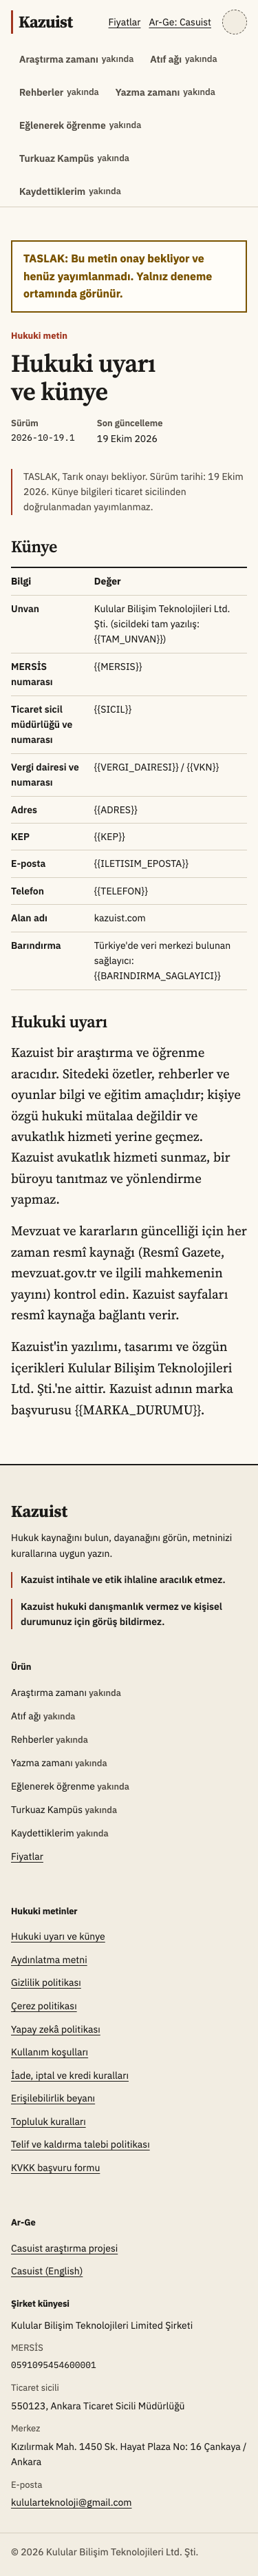 Kazuist
Fiyatlar Ar-Ge: Casuist
Araştırma zamanı yakında Atıf ağı yakında
Rehberler yakında Yazma zamanı yakında
Eğlenerek öğrenme yakında
Turkuaz Kampüs yakında
Kaydettiklerim yakında
TASLAK: Bu metin onay bekliyor ve
henüz yayımlanmadı. Yalnız deneme
ortamında görünür.
Hukuki metin
Hukuki uyarı
ve künye
Sürüm Son güncelleme
2026-10-19.1 19 Ekim 2026
TASLAK, Tarık onayı bekliyor. Sürüm tarihi: 19 Ekim
2026. Künye bilgileri ticaret sicilinden
doğrulanmadan yayımlanmaz.
Künye
Bilgi Değer
Unvan Kulular Bilişim Teknolojileri Ltd.
Şti. (sicildeki tam yazılış:
{{TAM_UNVAN}})
MERSİS {{MERSIS}}
numarası
Ticaret sicil {{SICIL}}
müdürlüğü ve
numarası
Vergi dairesi ve {{VERGI_DAIRESI}} / {{VKN}}
numarası
Adres {{ADRES}}
KEP {{KEP}}
E-posta {{ILETISIM_EPOSTA}}
Telefon {{TELEFON}}
Alan adı kazuist.com
Barındırma Türkiye'de veri merkezi bulunan
sağlayıcı:
{{BARINDIRMA_SAGLAYICI}}
Hukuki uyarı
Kazuist bir araştırma ve öğrenme
aracıdır. Sitedeki özetler, rehberler ve
oyunlar bilgi ve eğitim amaçlıdır; kişiye
özgü hukuki mütalaa değildir ve
avukatlık hizmeti yerine geçmez.
Kazuist avukatlık hizmeti sunmaz, bir
büroyu tanıtmaz ve yönlendirme
yapmaz.
Mevzuat ve kararların güncelliği için her
zaman resmî kaynağı (Resmî Gazete,
mevzuat.gov.tr ve ilgili mahkemenin
yayını) kontrol edin. Kazuist sayfaları
resmî kaynağa bağlantı verir.
Kazuist'in yazılımı, tasarımı ve özgün
içerikleri Kulular Bilişim Teknolojileri
Ltd. Şti.'ne aittir. Kazuist adının marka
başvurusu {{MARKA_DURUMU}}.
Kazuist
Hukuk kaynağını bulun, dayanağını görün, metninizi
kurallarına uygun yazın.
Kazuist intihale ve etik ihlaline aracılık etmez.
Kazuist hukuki danışmanlık vermez ve kişisel
durumunuz için görüş bildirmez.
Ürün
Araştırma zamanı yakında
Atıf ağı yakında
Rehberler yakında
Yazma zamanı yakında
Eğlenerek öğrenme yakında
Turkuaz Kampüs yakında
Kaydettiklerim yakında
Fiyatlar
Hukuki metinler
Hukuki uyarı ve künye
Aydınlatma metni
Gizlilik politikası
Çerez politikası
Yapay zekâ politikası
Kullanım koşulları
İade, iptal ve kredi kuralları
Erişilebilirlik beyanı
Topluluk kuralları
Telif ve kaldırma talebi politikası
KVKK başvuru formu
Ar-Ge
Casuist araştırma projesi
Casuist (English)
Şirket künyesi
Kulular Bilişim Teknolojileri Limited Şirketi
MERSİS
0591095454600001
Ticaret sicili
550123, Ankara Ticaret Sicili Müdürlüğü
Merkez
Kızılırmak Mah. 1450 Sk. Hayat Plaza No: 16 Çankaya /
Ankara
E-posta
kulularteknoloji@gmail.com
© 2026 Kulular Bilişim Teknolojileri Ltd. Şti.